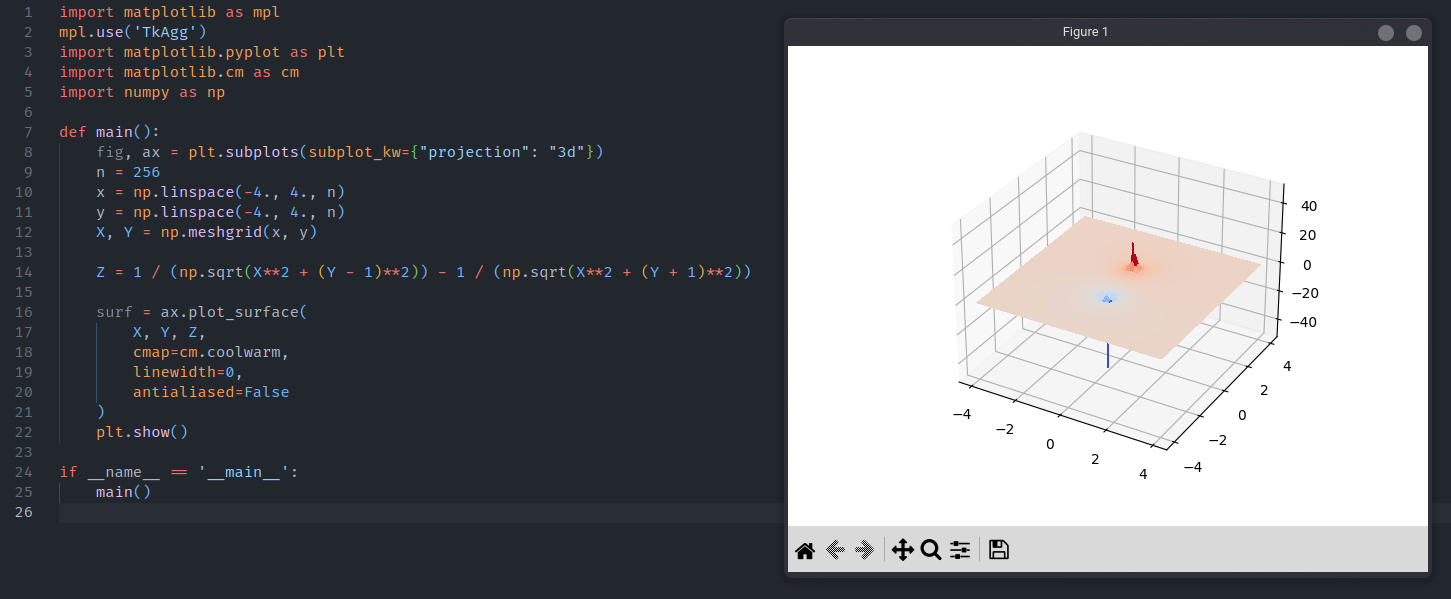 1 import matplotlib as mpl
2 mpl.use('TkAgg')
3 import matplotlib.pyplot as plt
4 import matplotlib.cm as cm
5 import numpy as np
6
7 def main():
8     fig, ax = plt.subplots(subplot_kw={"projection": "3d"})
9     n = 256
10     x = np.linspace(-4., 4., n)
11     y = np.linspace(-4., 4., n)
12     X, Y = np.meshgrid(x, y)
13
14     Z = 1 / (np.sqrt(X**2 + (Y - 1)**2)) - 1 / (np.sqrt(X**2 + (Y + 1)**2))
15
16     surf = ax.plot_surface(
17         X, Y, Z,
18         cmap=cm.coolwarm,
19         linewidth=0,
20         antialiased=False
21     )
22     plt.show()
23
24 if __name__ == '__main__':
25     main()
26
Figure 1
40
20
0
−20
−40
−4
−2
0
2
4
−4
−2
0
2
4